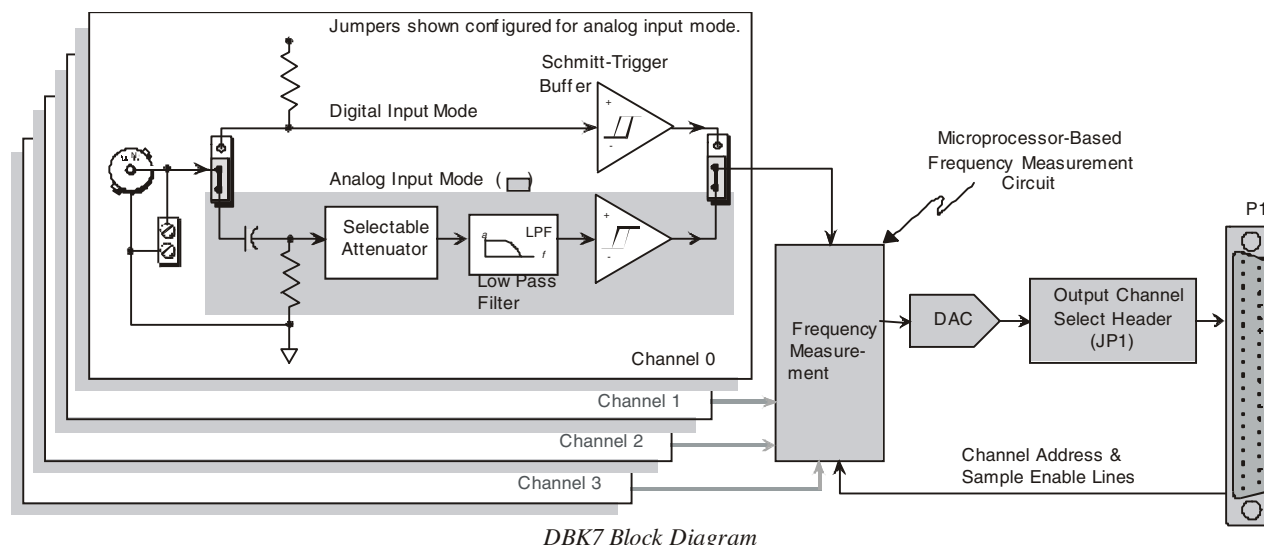 Jumpers shown configured for analog input mode.
Schmitt-Trigger
Buffer
+
-
Digital Input Mode
Analog Input Mode ( )
Selectable
Attenuator
LPF
a
f
Low Pass
Filter
+
-
Channel 0
Channel 1
Channel 2
Channel 3
Microprocessor-Based
Frequency Measurement
Circuit
Frequency
Measure-
ment
DAC
Output Channel
Select Header
(JP1)
P1
Channel Address &
Sample Enable Lines
DBK7 Block Diagram